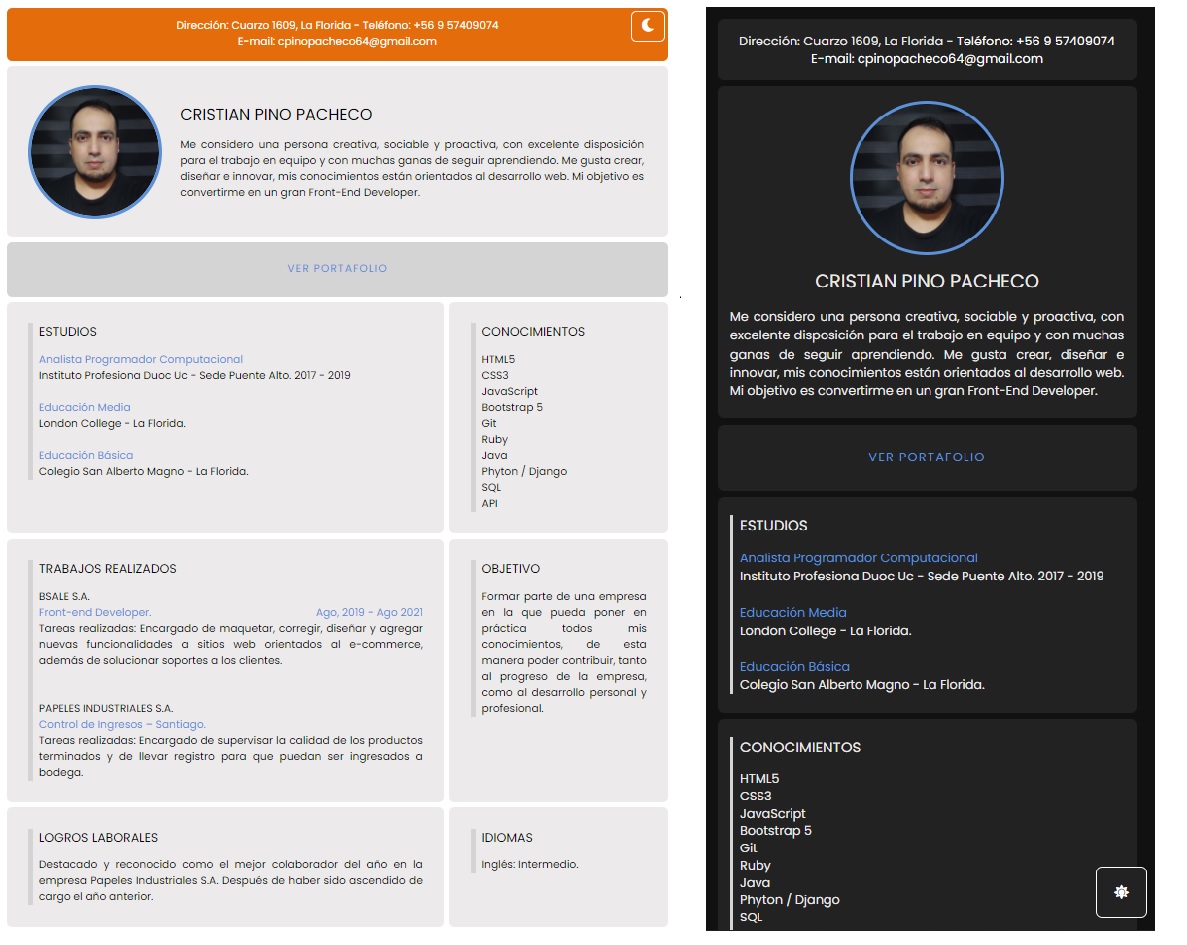 Dirección: Cuarzo 1609, La Florida - Teléfono: +56 9 57409074
E-mail: cpinopacheco64@gmail.com
CRISTIAN PINO PACHECO
Me considero una persona creativa, sociable y proactiva, con excelente disposición
para el trabajo en equipo y con muchas ganas de seguir aprendiendo. Me gusta crear,
diseñar e innovar, mis conocimientos están orientados al desarrollo web. Mi objetivo es
convertirme en un gran Front-End Developer.
VER PORTAFOLIO
ESTUDIOS
Analista Programador Computacional
Instituto Profesiona Duoc Uc - Sede Puente Alto. 2017 - 2019
Educación Media
London College - La Florida.
Educación Básica
Colegio San Alberto Magno - La Florida.
CONOCIMIENTOS
HTML5
CSS3
JavaScript
Bootstrap 5
Git
Ruby
Java
Phyton / Django
SQL
API
TRABAJOS REALIZADOS
BSALE S.A.
Front-end Developer. Ago, 2019 - Ago 2021
Tareas realizadas: Encargado de maquetar, corregir, diseñar y agregar
nuevas funcionalidades a sitios web orientados al e-commerce,
además de solucionar soportes a los clientes.
PAPELES INDUSTRIALES S.A.
Control de Ingresos – Santiago.
Tareas realizadas: Encargado de supervisar la calidad de los productos
terminados y de llevar registro para que puedan ser ingresados a
bodega.
OBJETIVO
Formar parte de una empresa
en la que pueda poner en
práctica todos mis
conocimientos, de esta
manera poder contribuir, tanto
al progreso de la empresa,
como al desarrollo personal y
profesional.
LOGROS LABORALES
Destacado y reconocido como el mejor colaborador del año en la
empresa Papeles Industriales S.A. Después de haber sido ascendido de
cargo el año anterior.
IDIOMAS
Inglés: Intermedio.
Dirección: Cuarzo 1609, La Florida - Teléfono: +56 9 57409074
E-mail: cpinopacheco64@gmail.com
CRISTIAN PINO PACHECO
Me considero una persona creativa, sociable y proactiva, con
excelente disposición para el trabajo en equipo y con muchas
ganas de seguir aprendiendo. Me gusta crear, diseñar e
innovar, mis conocimientos están orientados al desarrollo web.
Mi objetivo es convertirme en un gran Front-End Developer.
VER PORTAFOLIO
ESTUDIOS
Analista Programador Computacional
Instituto Profesiona Duoc Uc - Sede Puente Alto. 2017 - 2019
Educación Media
London College - La Florida.
Educación Básica
Colegio San Alberto Magno - La Florida.
CONOCIMIENTOS
HTML5
CSS3
JavaScript
Bootstrap 5
Git
Ruby
Java
Phyton / Django
SQL